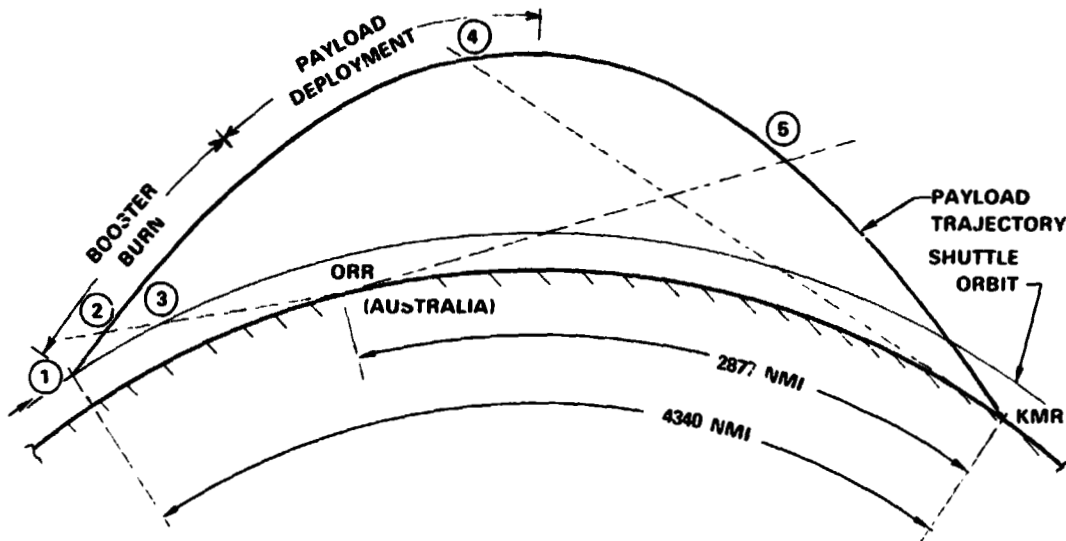 ④
PAYLOAD
DEPLOYMENT
⑤
BOOSTER
BURN
PAYLOAD
TRAJECTORY
SHUTTLE
ORBIT
②
③
ORR
(AUSTRALIA)
①
2877 NMI
KMR
4340 NMI